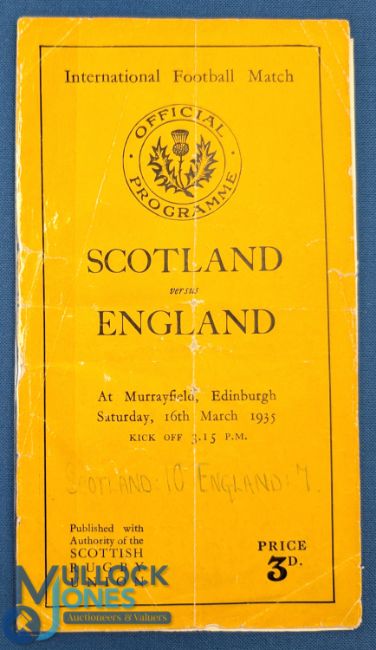 International Football Match
OFFICIAL
PROGRAMME
SCOTLAND
versus
ENGLAND
At Murrayfield, Edinburgh
Saturday, 16th March 1935
KICK OFF 3.15 P.M.
SCOTLAND: 10 ENGLAND: 7.
Published with
Authority of the
SCOTTISH
RUGBY
UNION
PRICE
3D.
MULLOCK
JONES
Auctioneers & Valuers